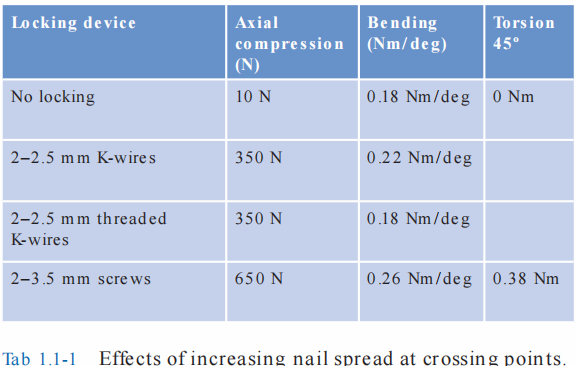 Locking device Axial compression (N) Bending (Nm/deg) Torsion 45°
No locking 10 N 0.18 Nm/deg 0 Nm
2–2.5 mm K-wires 350 N 0.22 Nm/deg
2–2.5 mm threaded K-wires 350 N 0.18 Nm/deg
2–3.5 mm screws 650 N 0.26 Nm/deg 0.38 Nm
Tab 1.1-1 Effects of increasing nail spread at crossing points.